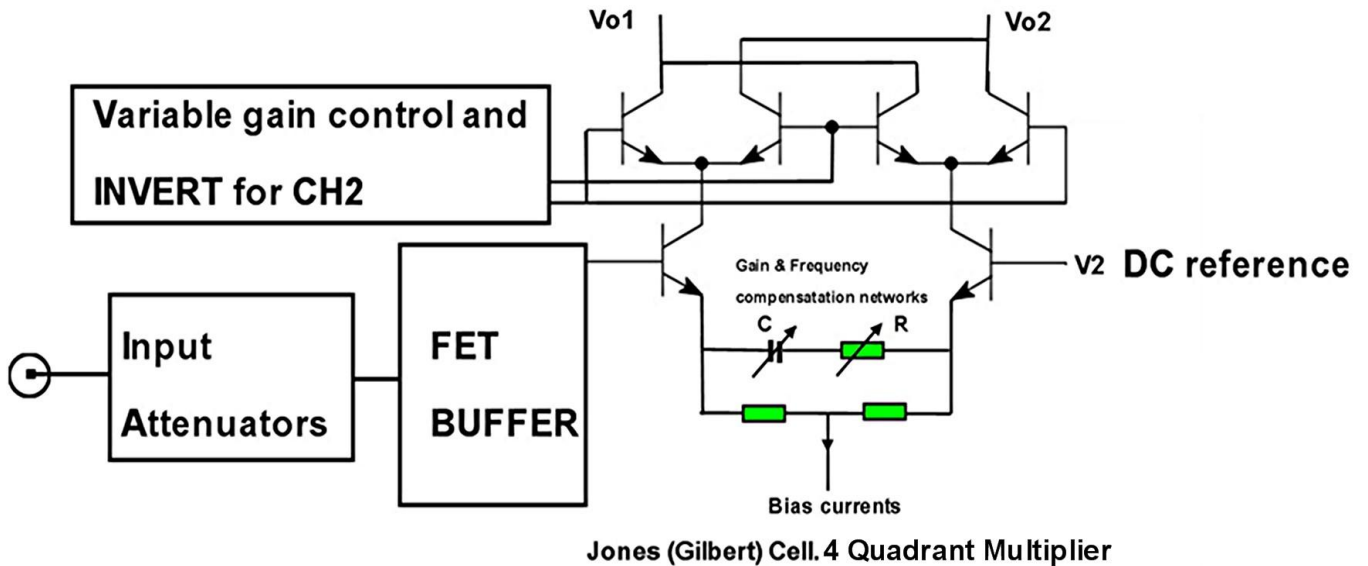 Vo1
Vo2
Variable gain control and
INVERT for CH2
Gain & Frequency
compensatation networks
C
R
V2 DC reference
Input
Attenuators
FET
BUFFER
Bias currents
Jones (Gilbert) Cell. 4 Quadrant Multiplier